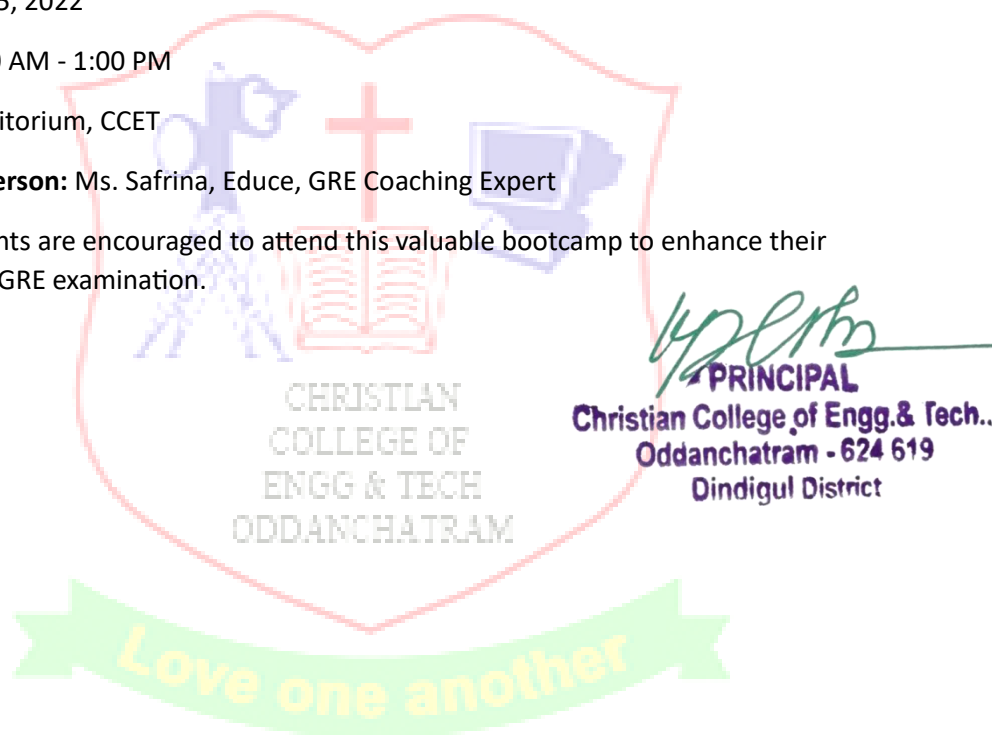 , 2022
AM - 1:00 PM
itorium, CCET
erson: Ms. Safrina, Educe, GRE Coaching Expert
nts are encouraged to attend this valuable bootcamp to enhance their
GRE examination.
PRINCIPAL
Christian College of Engg.& Tech..
Oddanchatram - 624 619
Dindigul District
CHRISTIAN
COLLEGE OF
ENGG & TECH
ODDANCHATRAM
Love one another